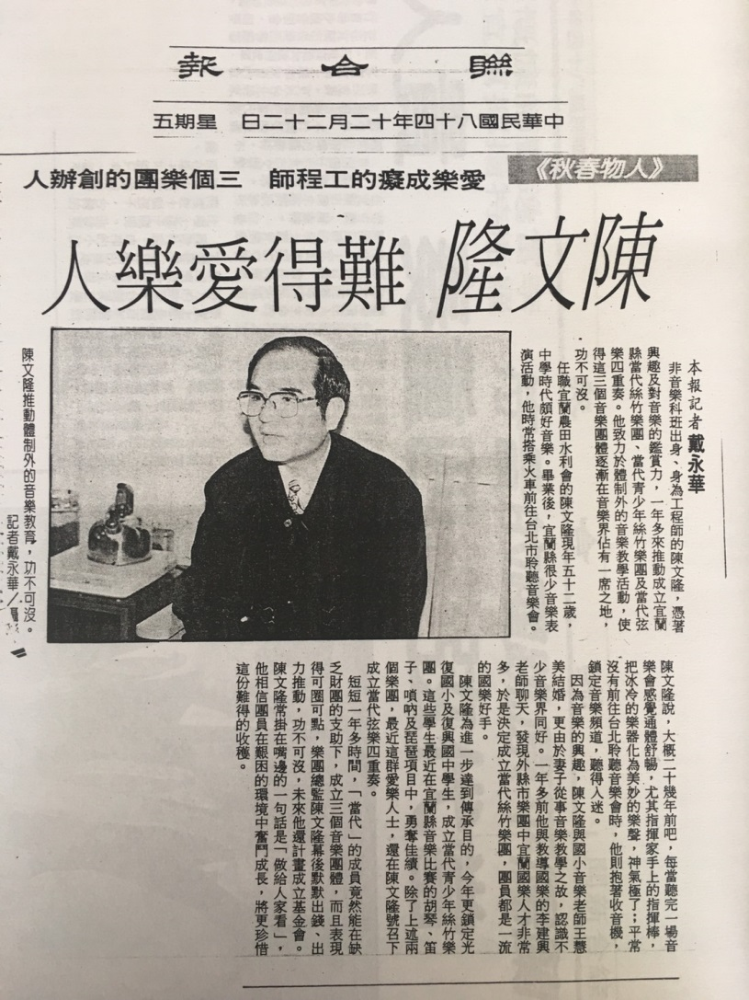 聯合報
中華民國八十四年十二月二十二日 星期五
《人物春秋》
愛樂成癡的工程師 三個樂團的創辦人
陳文隆 難得愛樂人
本報記者 戴永華
非音樂科班出身、身為工程師的陳文隆，憑著
興趣及對音樂的鑑賞力，一年多來推動成立宜蘭
縣當代絲竹樂團、當代青少年絲竹樂團及當代弦
樂四重奏。他致力於體制外的音樂教學活動，使
得這三個音樂團體逐漸在音樂界佔有一席之地，
功不可沒。
任職宜蘭農田水利會的陳文隆現年五十二歲，
中學時代頗好音樂。畢業後，宜蘭縣很少音樂表
演活動，他時常搭乘火車前往台北市聆聽音樂會。
陳文隆推動體制外的音樂教育，功不可沒。
記者戴永華／攝影
陳文隆說，大概二十幾年前吧，每當聽完一場音
樂會感覺通體舒暢，尤其指揮家手上的指揮棒，
把冰冷的樂器化為美妙的樂聲，神氣極了；平常
沒有前往台北聆聽音樂會時，他則抱著收音機，
鎖定音樂頻道，聽得入迷。
因為音樂的興趣，陳文隆與國小音樂老師王慧
美結婚，更由於妻子從事音樂教學之故，認識不
少音樂界同好。一年多前他與教導國樂的李建興
老師聊天，發現外縣市樂團中宜蘭國樂人才非常
多，於是決定成立當代絲竹樂團，團員都是一流
的國樂好手。
陳文隆為進一步達到傳承目的，今年更鎖定光
復國小及復興國中學生，成立當代青少年絲竹樂
團。這些學生最近在宜蘭縣音樂比賽的胡琴、笛
子、嗩吶及琵琶項目中，勇奪佳績。除了上述兩
個樂團，最近這群愛樂人士，還在陳文隆號召下
成立當代弦樂四重奏。
短短一年多時間，「當代」的成員竟然能在缺
乏財團的支助下，成立三個音樂團體，而且表現
得可圈可點，樂團總監陳文隆幕後默默出錢、出
力推動，功不可沒，未來他還計畫成立基金會。
陳文隆常掛在嘴邊的一句話是「做給人家看」，
他相信團員在艱困的環境中奮鬥成長，將更珍惜
這份難得的收穫。